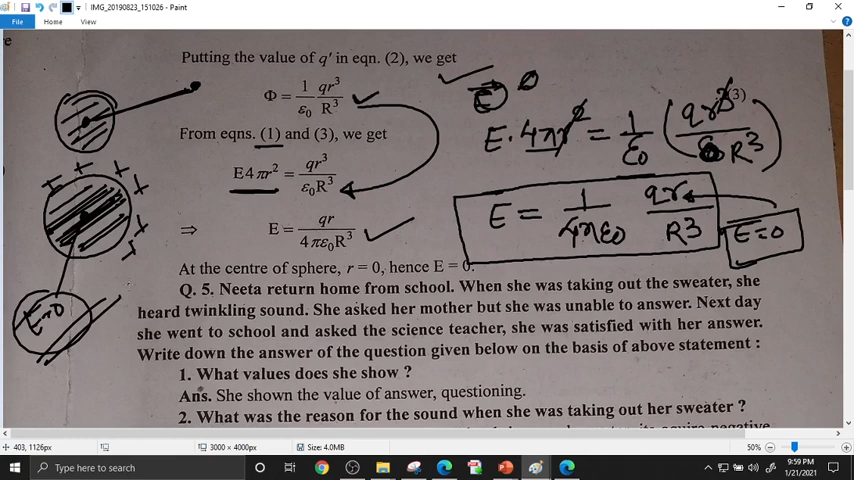 IMG_20190823_151026 - Paint
File Home View
Putting the value of q′ in eqn. (2), we get
Φ = 1/ε₀ qr³/R³
(3)
From eqns. (1) and (3), we get
E4πr² = qr³/ε₀R³
⇒ E = qr/4πε₀R³
At the centre of sphere, r = 0, hence E = 0.
E · 4πr² = 1/ε₀ (qr³/R³)
E = 1/4πε₀ qr/R³
E=0
E=0
Q. 5. Neeta return home from school. When she was taking out the sweater, she
heard twinkling sound. She asked her mother but she was unable to answer. Next day
she went to school and asked the science teacher, she was satisfied with her answer.
Write down the answer of the question given below on the basis of above statement :
1. What values does she show ?
Ans. She shown the value of answer, questioning.
2. What was the reason for the sound when she was taking out her sweater ?
403, 1126px
3000 × 4000px
Size: 4.0MB
50%
Type here to search
9:59 PM
1/21/2021